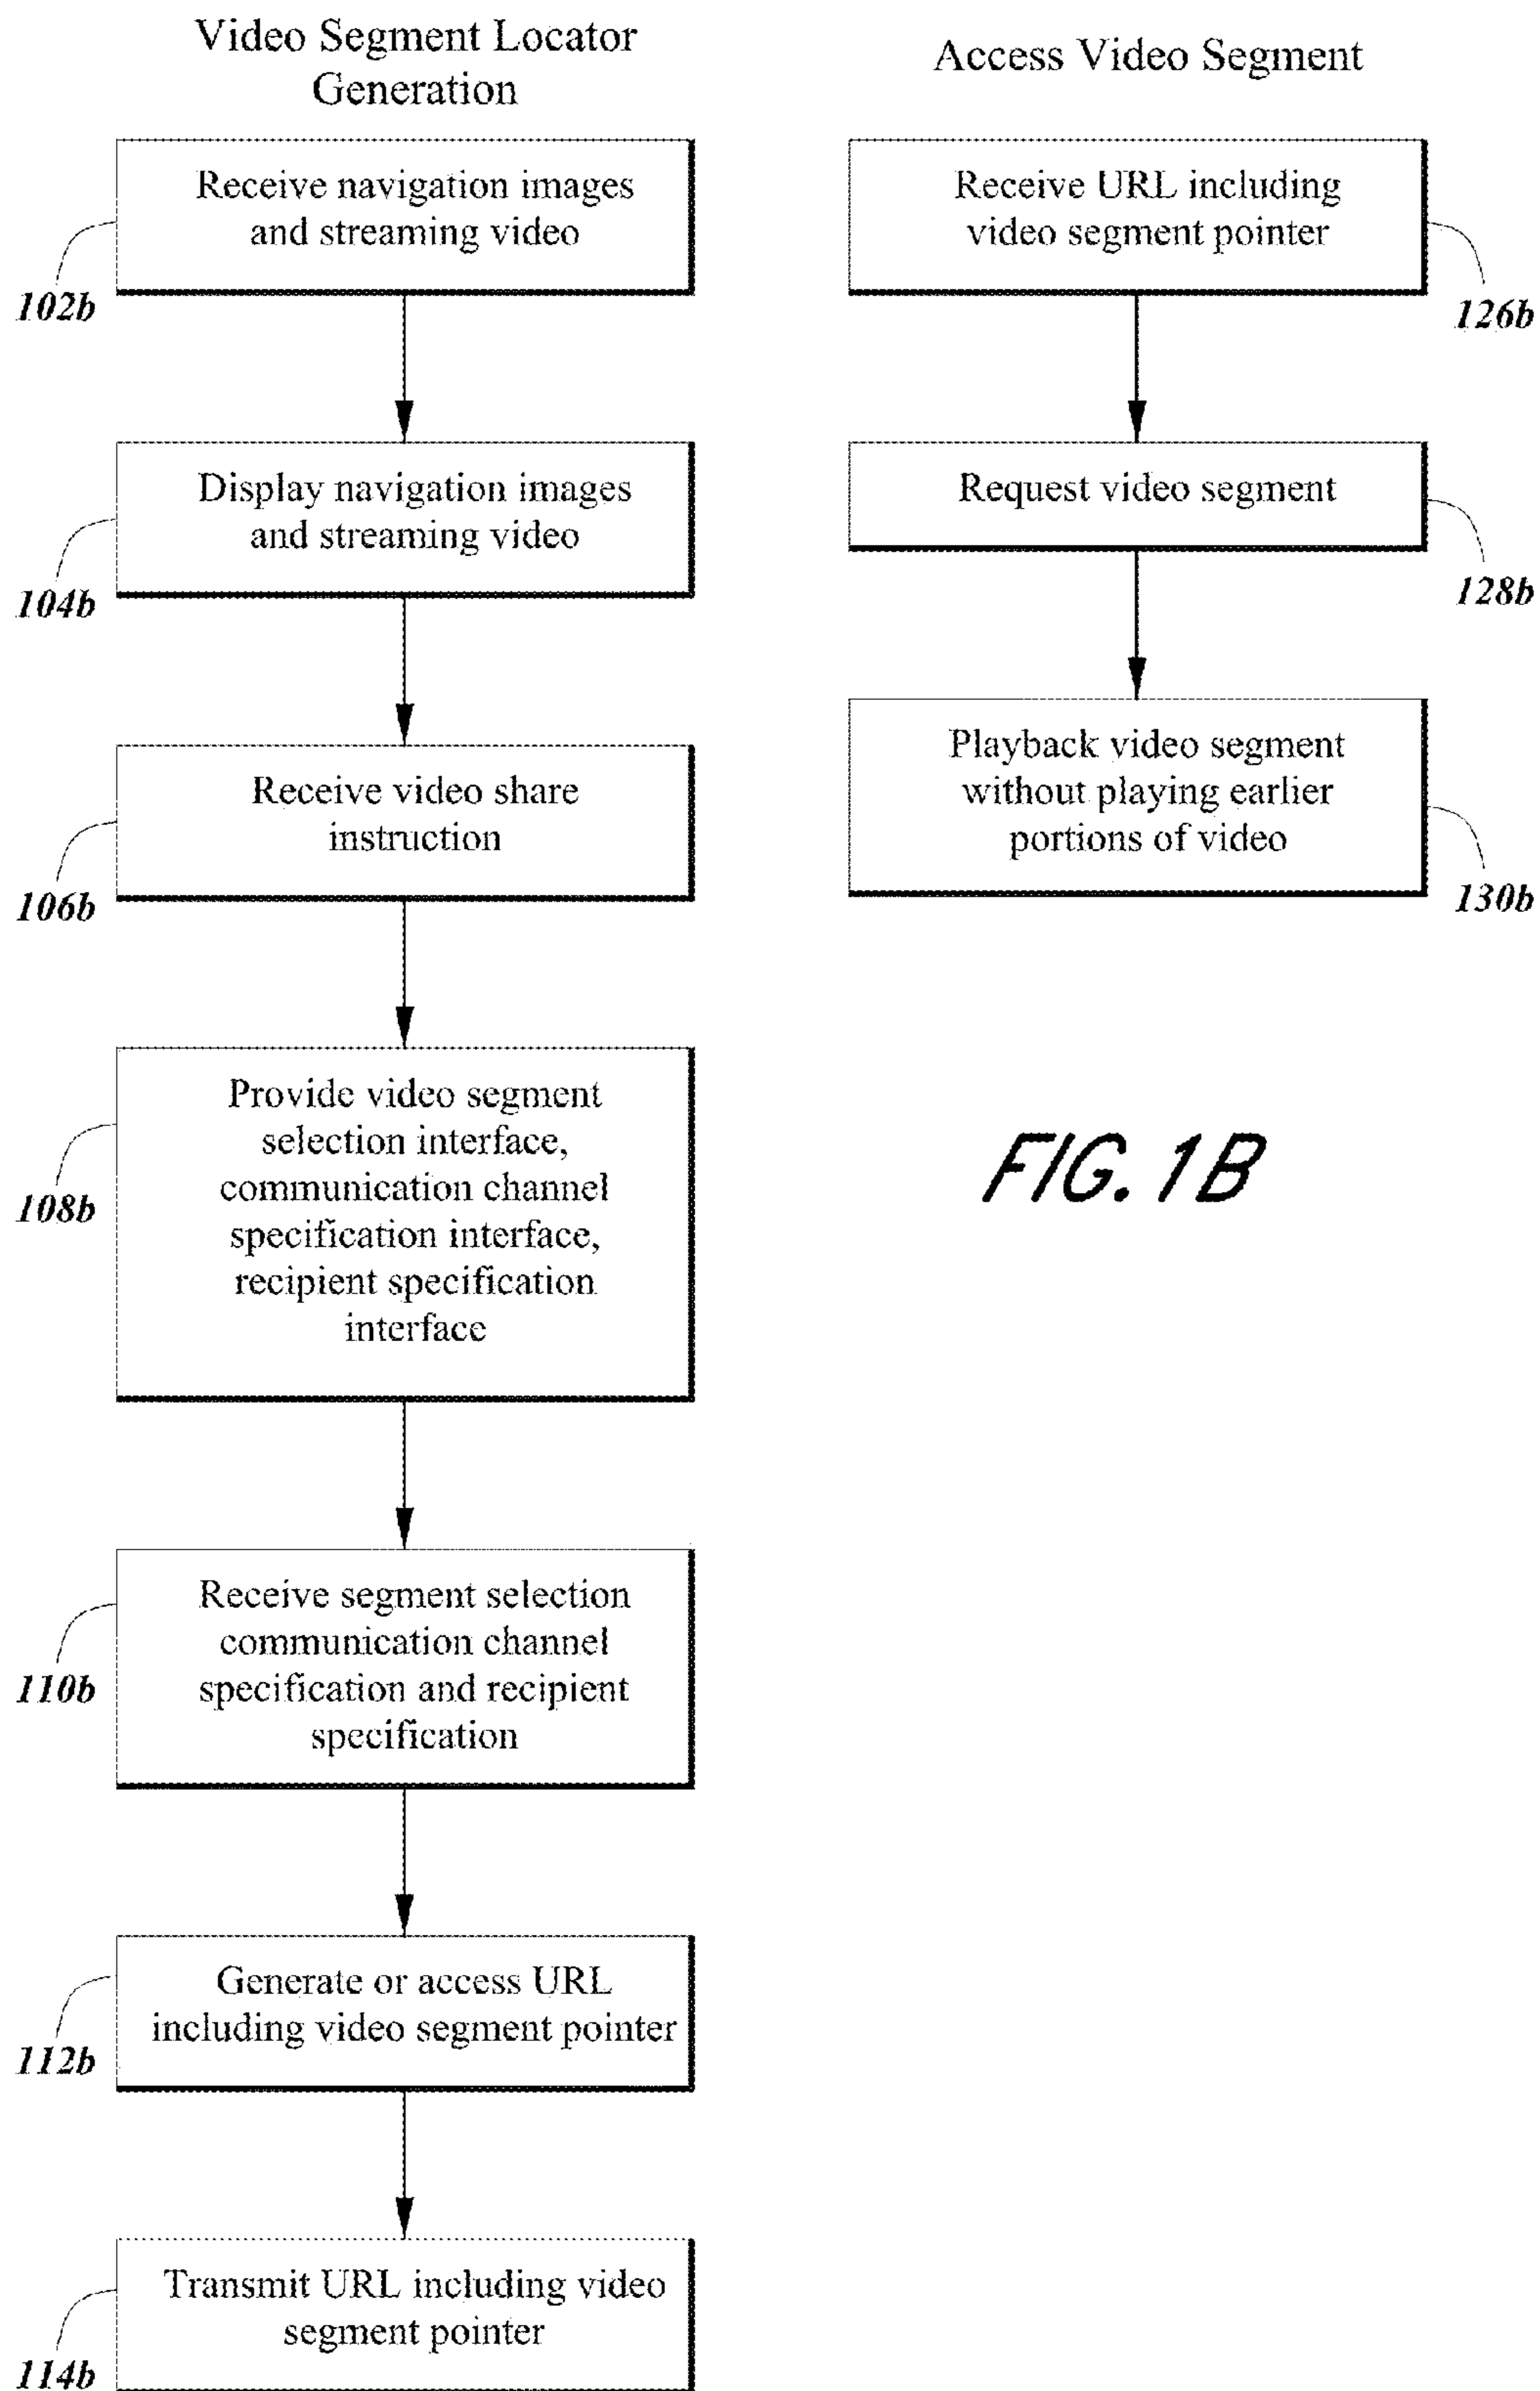 Video Segment Locator
Generation
Receive navigation images
and streaming video
102b
Display navigation images
and streaming video
104b
Receive video share
instruction
106b
Provide video segment
selection interface,
communication channel
specification interface,
recipient specification
interface
108b
Receive segment selection
communication channel
specification and recipient
specification
110b
Generate or access URL
including video segment pointer
112b
Transmit URL including video
segment pointer
114b
Access Video Segment
Receive URL including
video segment pointer
126b
Request video segment
128b
Playback video segment
without playing earlier
portions of video
130b
FIG. 1B